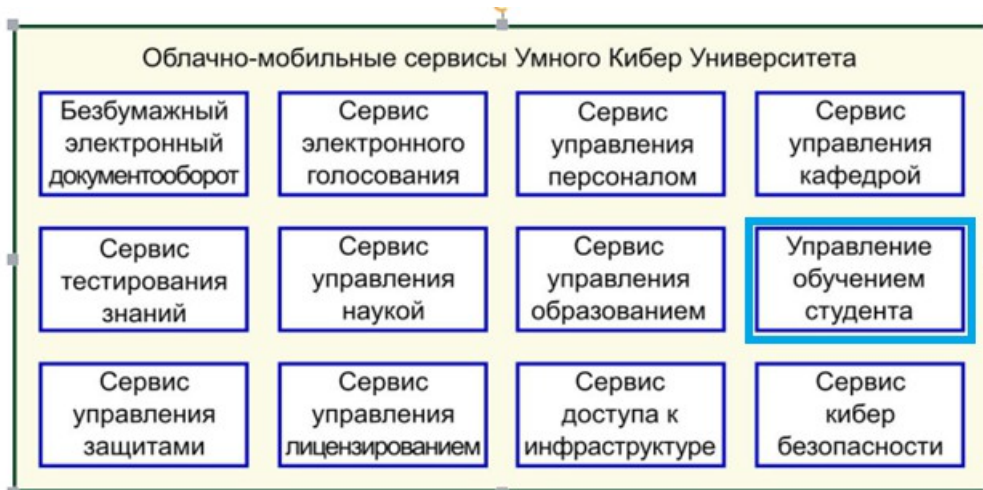 Облачно-мобильные сервисы Умного Кибер Университета
Безбумажный
электронный
документооборот
Сервис
электронного
голосования
Сервис
управления
персоналом
Сервис
управления
кафедрой
Сервис
тестирования
знаний
Сервис
управления
наукой
Сервис
управления
образованием
Управление
обучением
студента
Сервис
управления
защитами
Сервис
управления
лицензированием
Сервис
доступа к
инфраструктуре
Сервис
кибер
безопасности